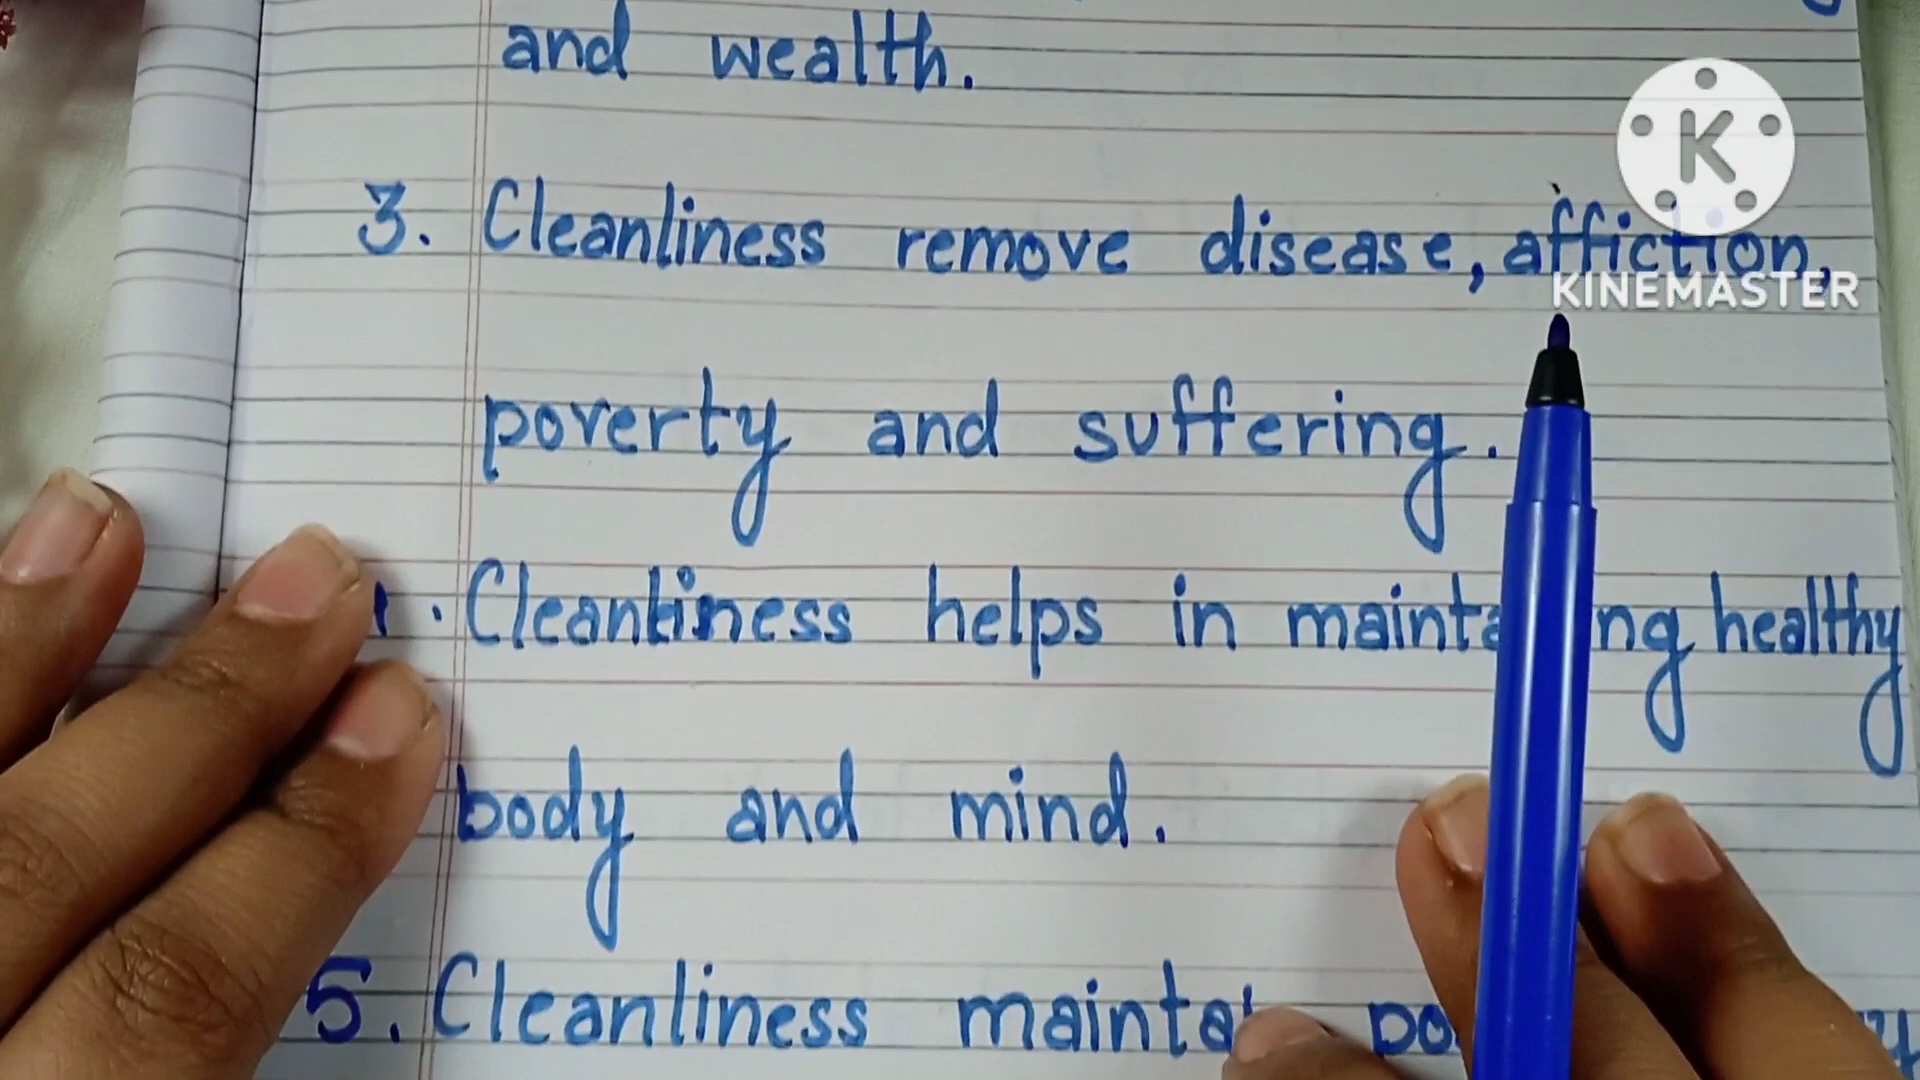 and wealth.
K
3. Cleanliness remove disease, affiction,
KINEMASTER
poverty and suffering.
. Cleanliness helps in healthy
body and mind.
5. Cleanliness